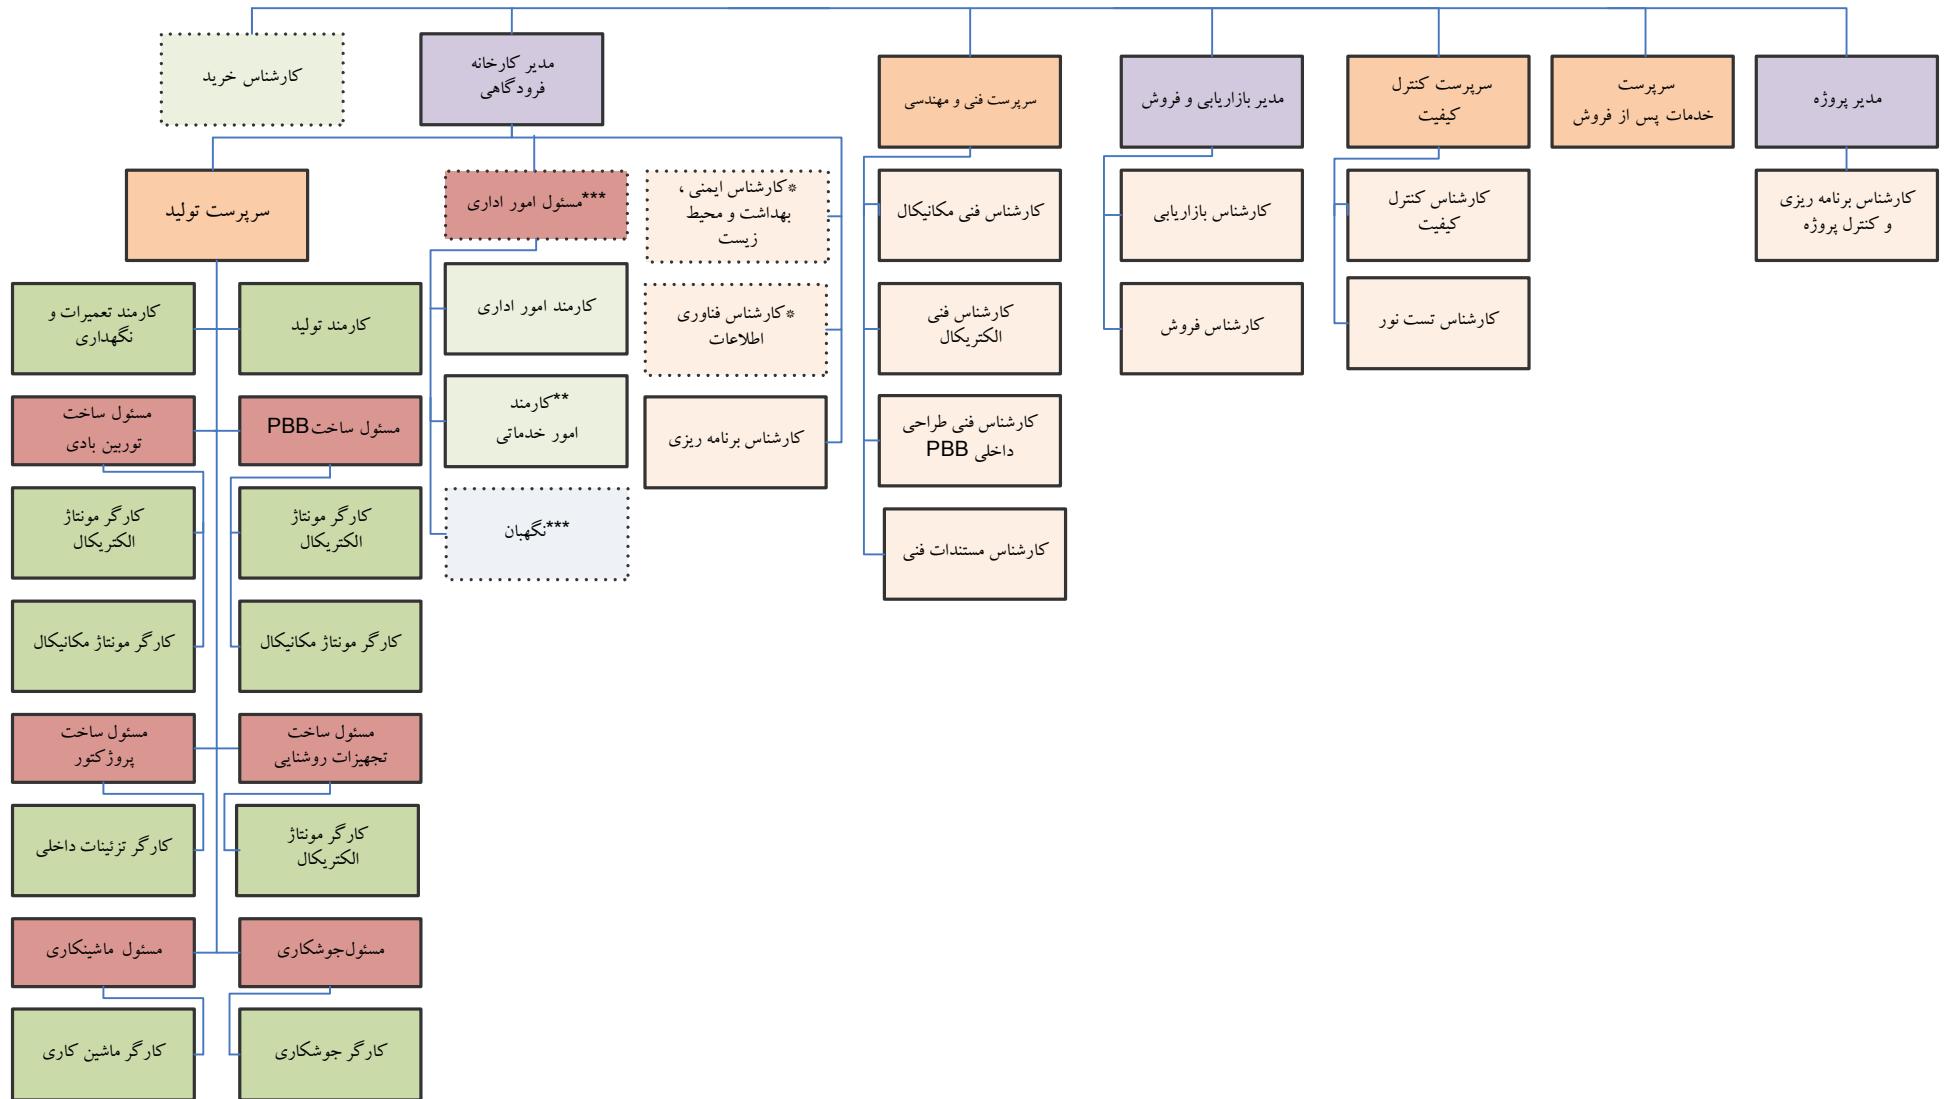 کارشناس خرید
مدیر کارخانه
فرودگاهی
سرپرست فنی و مهندسی
مدیر بازاریابی و فروش
سرپرست کنترل
کیفیت
سرپرست
خدمات پس از فروش
مدیر پروژه
سرپرست تولید
***مسئول امور اداری
*کارشناس ایمنی ،
بهداشت و محیط
زیست
کارشناس فنی مکانیکال
کارشناس بازاریابی
کارشناس کنترل
کیفیت
کارشناس برنامه ریزی
و کنترل پروژه
کارمند تعمیرات و
نگهداری
کارمند تولید
کارمند امور اداری
*کارشناس فناوری
اطلاعات
کارشناس فنی
الکتریکال
کارشناس فروش
کارشناس تست نور
مسئول ساخت
توربین بادی
مسئول ساخت PBB
**کارمند
امور خدماتی
کارشناس برنامه ریزی
کارشناس فنی طراحی
داخلی PBB
کارگر مونتاژ
الکتریکال
کارگر مونتاژ
الکتریکال
***نگهبان
کارشناس مستندات فنی
کارگر مونتاژ مکانیکال
کارگر مونتاژ مکانیکال
مسئول ساخت
پروژکتور
مسئول ساخت
تجهیزات روشنایی
کارگر تزئینات داخلی
کارگر مونتاژ
الکتریکال
مسئول ماشینکاری
مسئول جوشکاری
کارگر ماشین کاری
کارگر جوشکاری